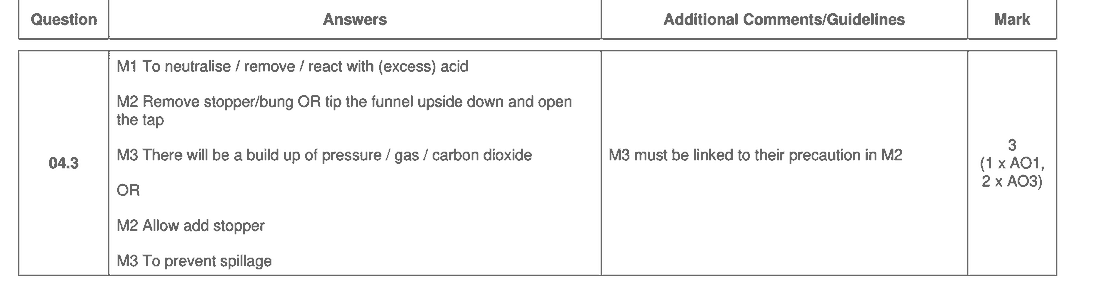 Question Answers Additional Comments/Guidelines Mark
04.3
M1 To neutralise / remove / react with (excess) acid
M2 Remove stopper/bung OR tip the funnel upside down and open
the tap
M3 There will be a build up of pressure / gas / carbon dioxide
OR
M2 Allow add stopper
M3 To prevent spillage
M3 must be linked to their precaution in M2
3
(1 x AO1,
2 x AO3)